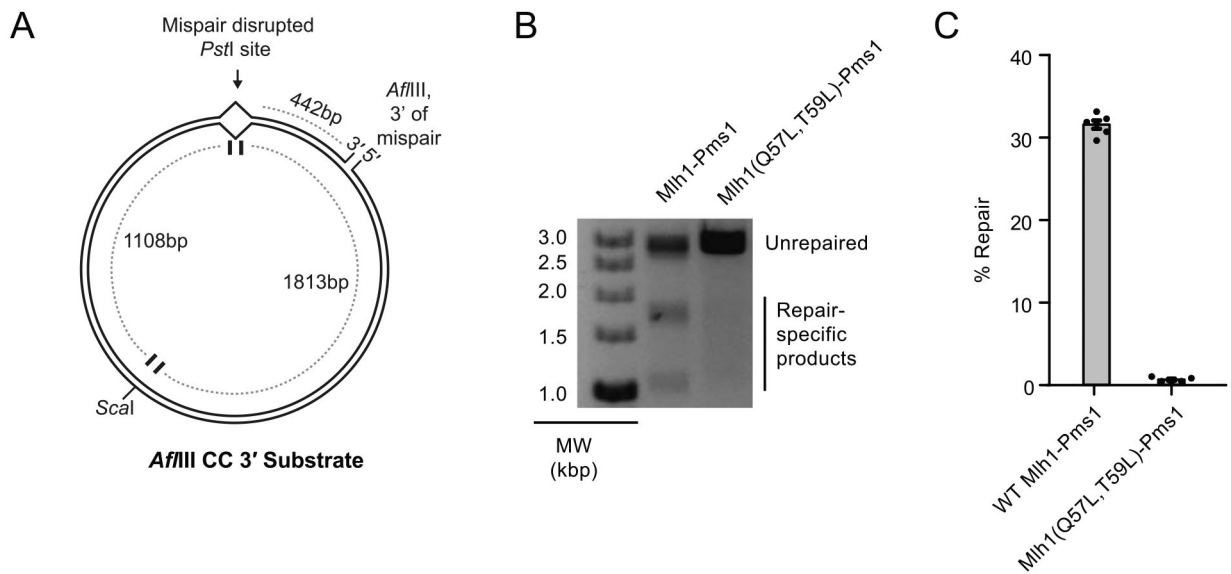 A
Mispair disrupted
PstI site
442bp
AflIII,
3' of
mispair
3'
5'
1108bp
1813bp
ScaI
AflIII CC 3′ Substrate
B
Mlh1-Pms1
Mlh1(Q57L,T59L)-Pms1
3.0
2.5
2.0
1.5
1.0
Unrepaired
Repair-
specific
products
MW
(kbp)
C
% Repair
40
30
20
10
0
WT Mlh1-Pms1
Mlh1(Q57L,T59L)-Pms1